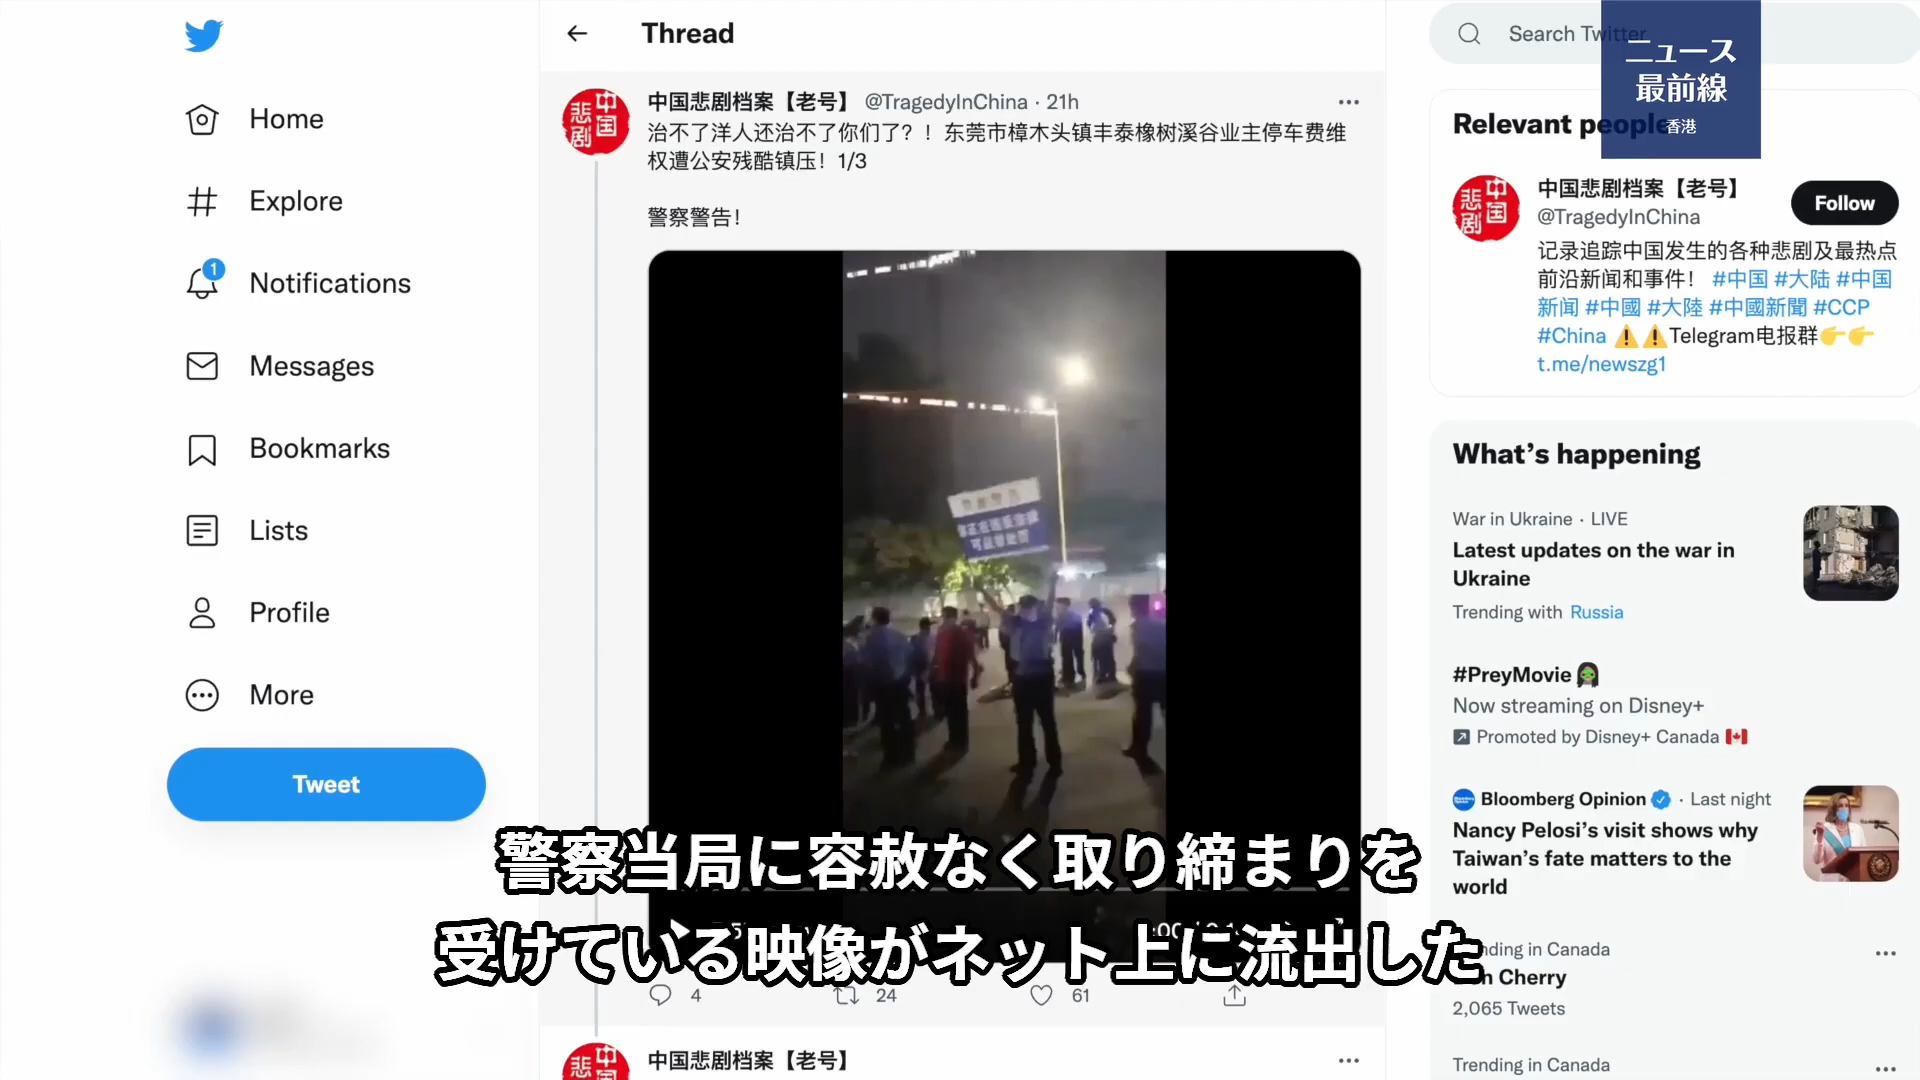 Home
Explore
1
Notifications
Messages
Bookmarks
Lists
Profile
More
Tweet
Thread
中国悲剧档案【老号】 @TragedyInChina · 21h
治不了洋人还治不了你们了？！东莞市樟木头镇丰泰橡树溪谷业主停车费维
权遭公安残酷镇压！1/3
警察警告！
4
24
61
中国悲剧档案【老号】
警察当局に容赦なく取り締まりを
受けている映像がネット上に流出した
Search Twitter
ニュース
最前線
香港
Relevant people
中国悲剧档案【老号】
@TragedyInChina
Follow
记录追踪中国发生的各种悲剧及最热点
前沿新闻和事件！ #中国 #大陆 #中国
新闻 #中國 #大陸 #中國新聞 #CCP
#China ⚠️⚠️Telegram电报群👉👉
t.me/newszg1
What's happening
War in Ukraine · LIVE
Latest updates on the war in
Ukraine
Trending with Russia
#PreyMovie
Now streaming on Disney+
Promoted by Disney+ Canada 🇨🇦
Bloomberg Opinion · Last night
Nancy Pelosi's visit shows why
Taiwan's fate matters to the
world
nding in Canada
n Cherry
2,065 Tweets
Trending in Canada